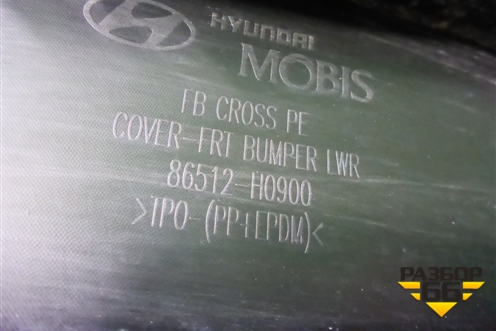 HYUNDAI
MOBIS
FB CROSS PE
COVER-FRT BUMPER LWR
86512-H0900
>TPO-(PP+EPDM)<
РАЗБОР
66